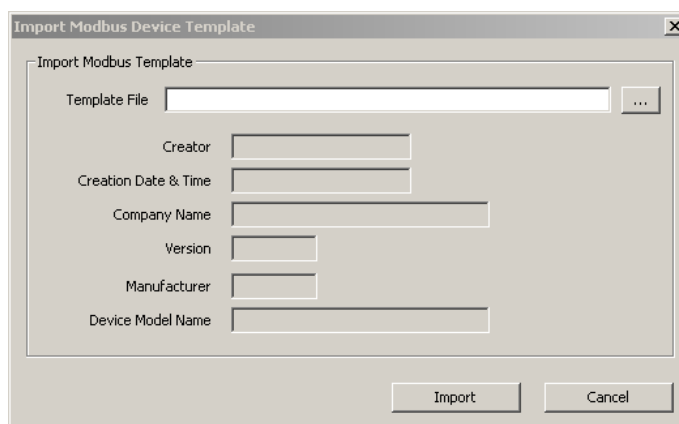 Import Modbus Device Template
Import Modbus Template
Template File
...
Creator
Creation Date & Time
Company Name
Version
Manufacturer
Device Model Name
Import Cancel